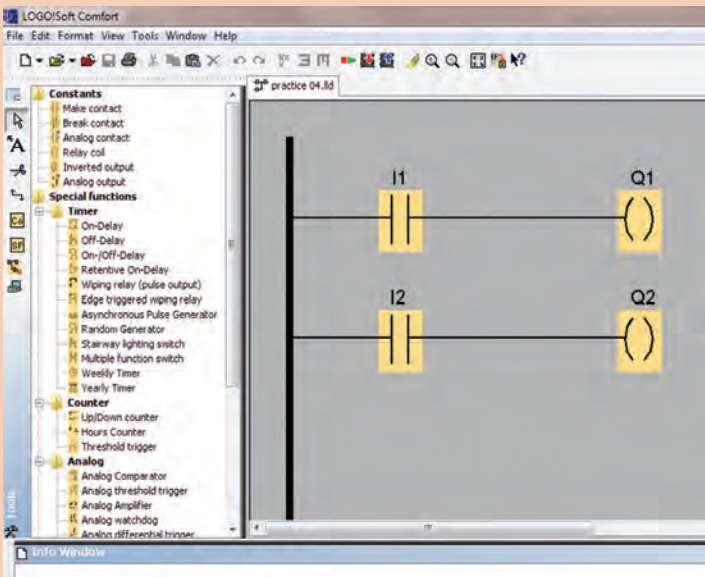 LOGO!Soft Comfort
File Edit Format View Tools Window Help
practice 04.lld
Constants
Make contact
Break contact
Analog contact
Relay coil
Inverted output
Analog output
Special functions
Timer
On-Delay
Off-Delay
On-/Off-Delay
Retentive On-Delay
Wiping relay (pulse output)
Edge triggered wiping relay
Asynchronous Pulse Generator
Random Generator
Stairway lighting switch
Multiple function switch
Weekly Timer
Yearly Timer
Counter
Up/Down counter
Hours Counter
Threshold trigger
Analog
Analog Comparator
Analog threshold trigger
Analog Amplifier
Analog watchdog
Analog differential trigger
I1 Q1
I2 Q2
Tools
Info Window